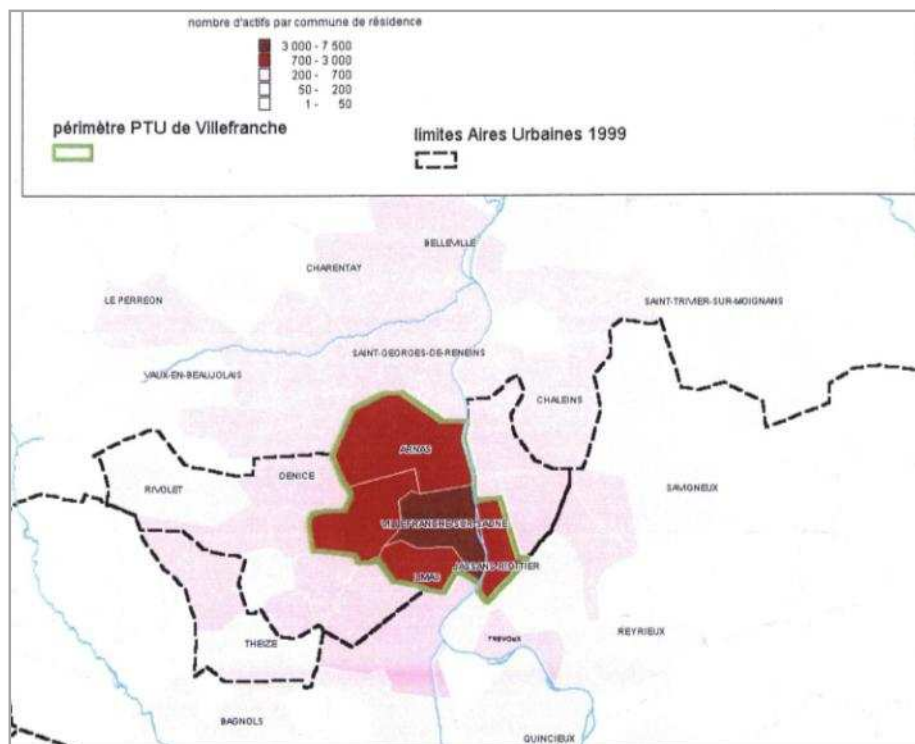 nombre d'actifs par commune de résidence
3 000 - 7 500
700 - 3 000
200 - 700
50 - 200
1 - 50
périmètre PTU de Villefranche
limites Aires Urbaines 1999
BELLEVILLE
CHARENTAY
LE PERREON
SAINT-TRIVIER-SUR-MOIGNANS
SAINT-GEORGES-DE-RENEINS
VAUX-EN-BEAUJOLAIS
CHALEINS
ARNAS
DENICE
RIVOLET
SAVIGNEUX
VILLEFRANCHE-SUR-SAONE
JASSANS-RIOTTIER
LIMAS
REYRIEUX
TREVOUX
THEIZE
BAGNOLS
QUINCIEUX